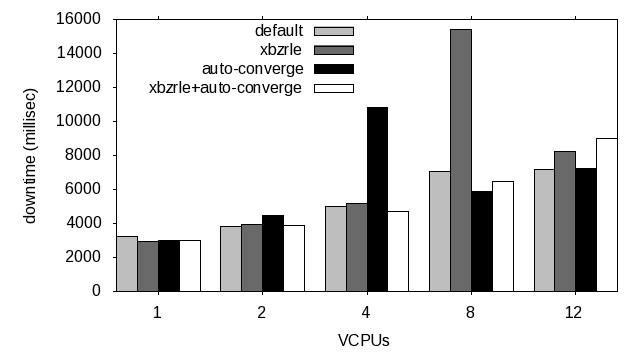 16000
14000
12000
10000
8000
6000
4000
2000
0
downtime (millisec)
default
xbzrle
auto-converge
xbzrle+auto-converge
1 2 4 8 12
VCPUs